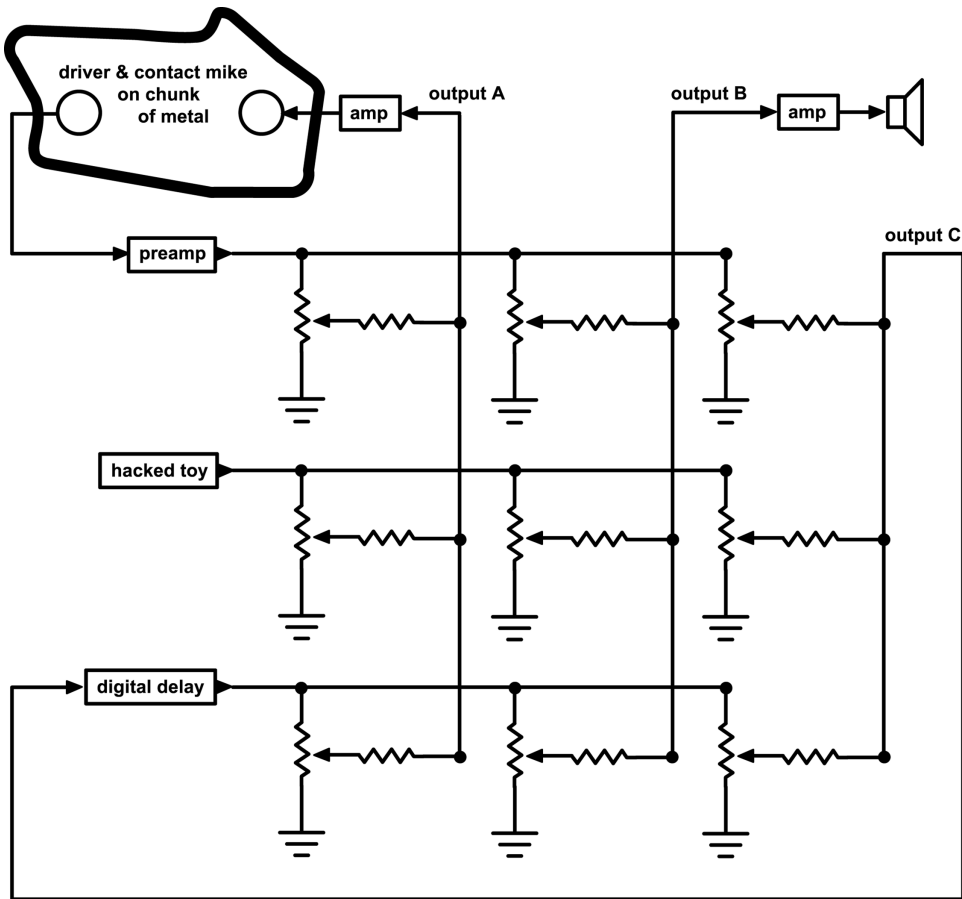 driver & contact mike
on chunk
of metal
amp
output A
output B
amp
output C
preamp
hacked toy
digital delay